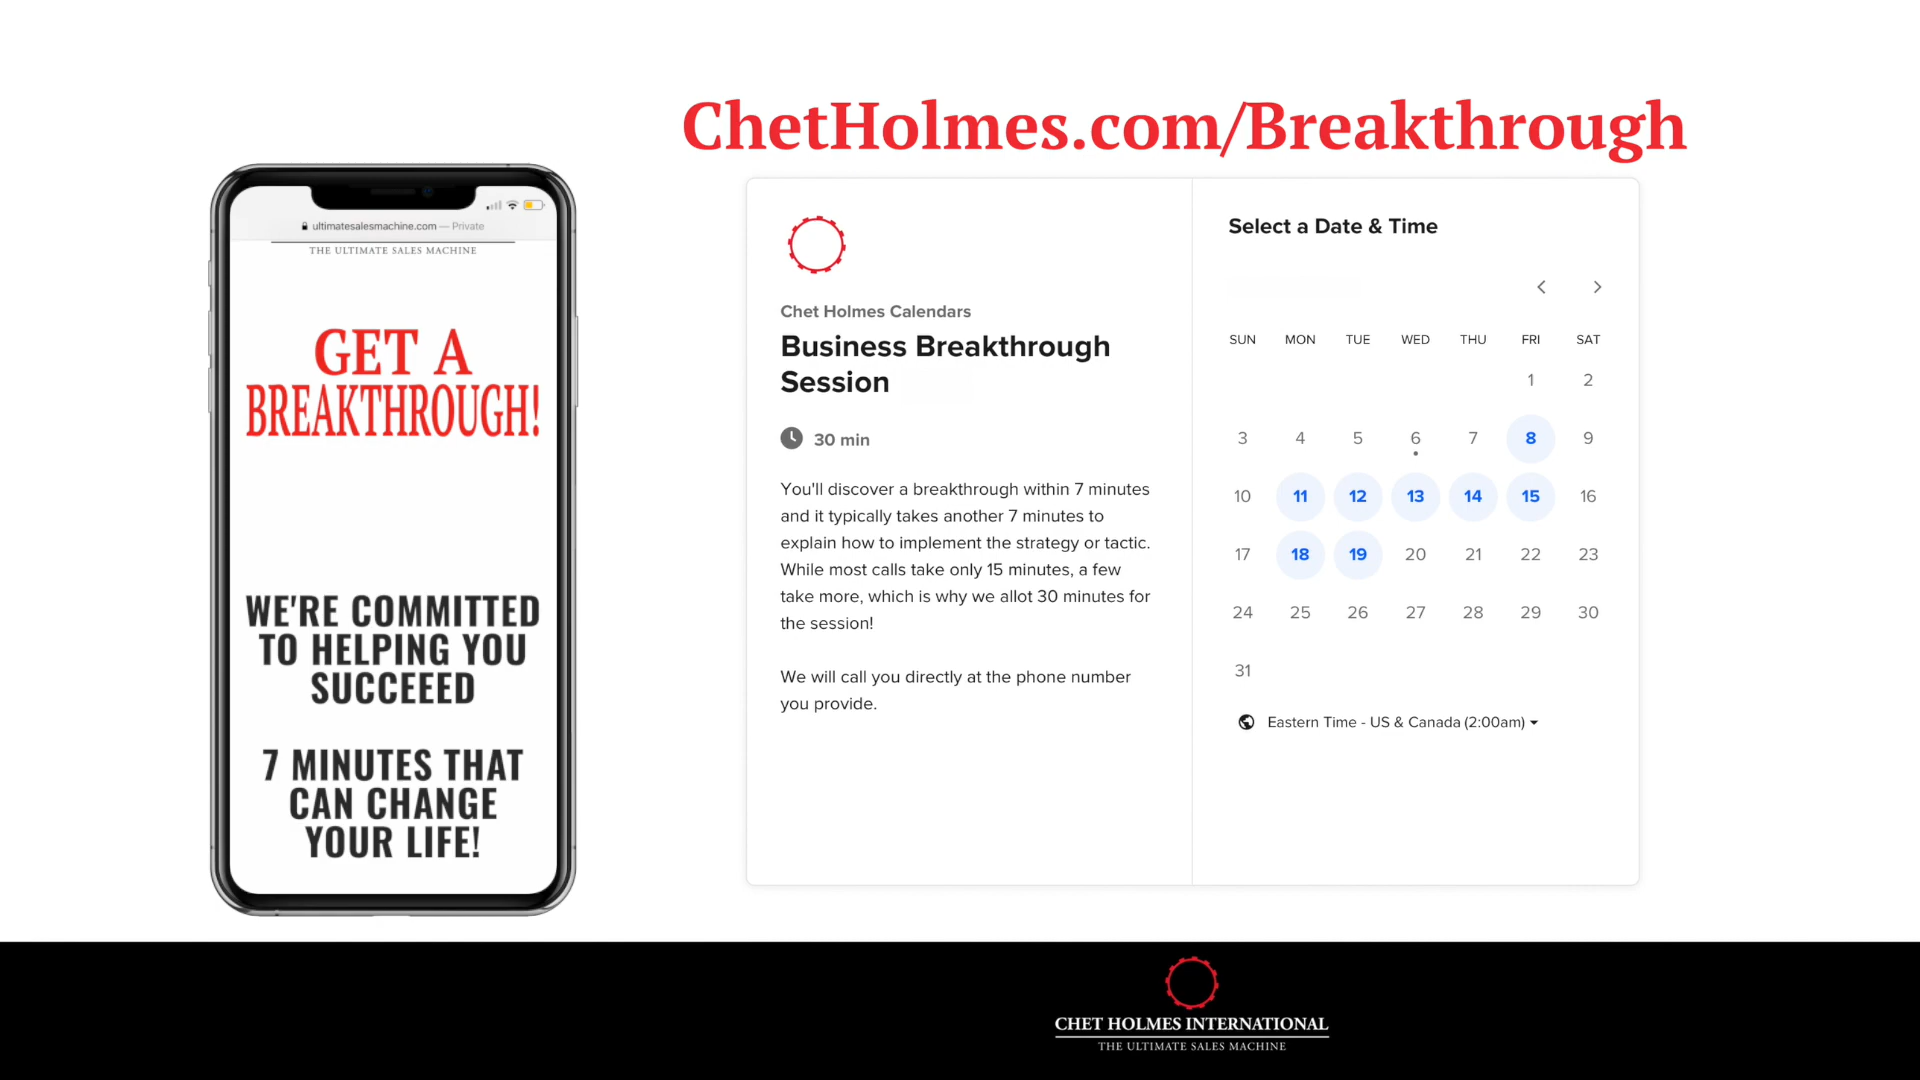 ChetHolmes.com/Breakthrough
ultimatesalesmachine.com — Private
THE ULTIMATE SALES MACHINE
GET A
BREAKTHROUGH!
WE'RE COMMITTED
TO HELPING YOU
SUCCEEED
7 MINUTES THAT
CAN CHANGE
YOUR LIFE!
Chet Holmes Calendars
Business Breakthrough
Session
30 min
You'll discover a breakthrough within 7 minutes
and it typically takes another 7 minutes to
explain how to implement the strategy or tactic.
While most calls take only 15 minutes, a few
take more, which is why we allot 30 minutes for
the session!
We will call you directly at the phone number
you provide.
Select a Date & Time
SUN MON TUE WED THU FRI SAT
1 2
3 4 5 6 7 8 9
10 11 12 13 14 15 16
17 18 19 20 21 22 23
24 25 26 27 28 29 30
31
Eastern Time - US & Canada (2:00am)
CHET HOLMES INTERNATIONAL
THE ULTIMATE SALES MACHINE